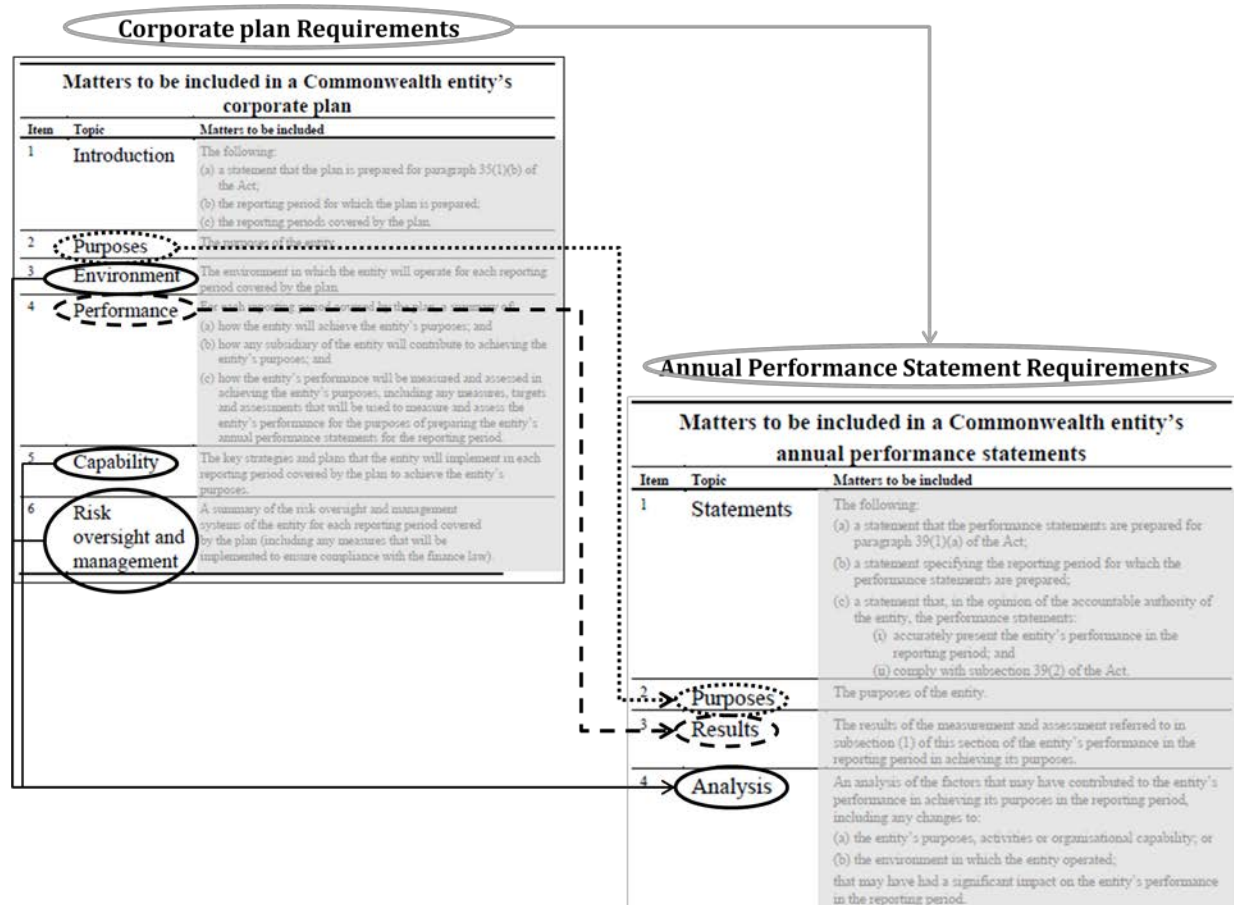 Corporate plan Requirements
Matters to be included in a Commonwealth entity's
corporate plan
Item Topic Matters to be included
1 Introduction The following:
(a) a statement that the plan is prepared for paragraph 35(1)(b) of
the Act;
(b) the reporting period for which the plan is prepared;
(c) the reporting periods covered by the plan.
2 Purposes The purposes of the entity.
3 Environment The environment in which the entity will operate for each reporting
period covered by the plan.
4 Performance For each reporting period covered by the plan, a summary of:
(a) how the entity will achieve the entity's purposes; and
(b) how any subsidiary of the entity will contribute to achieving the
entity's purposes; and
(c) how the entity's performance will be measured and assessed in
achieving the entity's purposes, including any measures, targets
and assessments that will be used to measure and assess the
entity's performance for the purposes of preparing the entity's
annual performance statements for the reporting period.
5 Capability The key strategies and plans that the entity will implement in each
reporting period covered by the plan to achieve the entity's
purposes.
6 Risk A summary of the risk oversight and management
oversight and systems of the entity for each reporting period covered
by the plan (including any measures that will be
management implemented to ensure compliance with the finance law).
Annual Performance Statement Requirements
Matters to be included in a Commonwealth entity's
annual performance statements
Item Topic Matters to be included
1 Statements The following:
(a) a statement that the performance statements are prepared for
paragraph 39(1)(a) of the Act;
(b) a statement specifying the reporting period for which the
performance statements are prepared;
(c) a statement that, in the opinion of the accountable authority of
the entity, the performance statements:
(i) accurately present the entity's performance in the
reporting period; and
(ii) comply with subsection 39(2) of the Act.
2 Purposes The purposes of the entity.
3 Results The results of the measurement and assessment referred to in
subsection (1) of this section of the entity's performance in the
reporting period in achieving its purposes.
4 Analysis An analysis of the factors that may have contributed to the entity's
performance in achieving its purposes in the reporting period,
including any changes to:
(a) the entity's purposes, activities or organisational capability; or
(b) the environment in which the entity operated;
that may have had a significant impact on the entity's performance
in the reporting period.